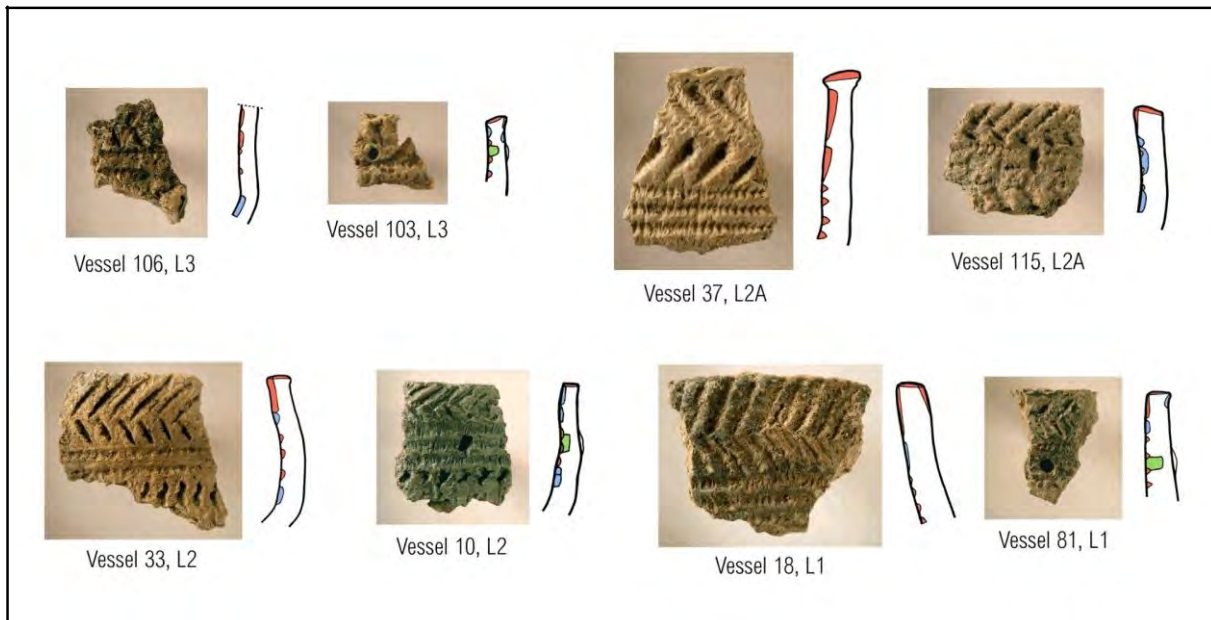 Vessel 106, L3
Vessel 103, L3
Vessel 37, L2A
Vessel 115, L2A
Vessel 33, L2
Vessel 10, L2
Vessel 18, L1
Vessel 81, L1